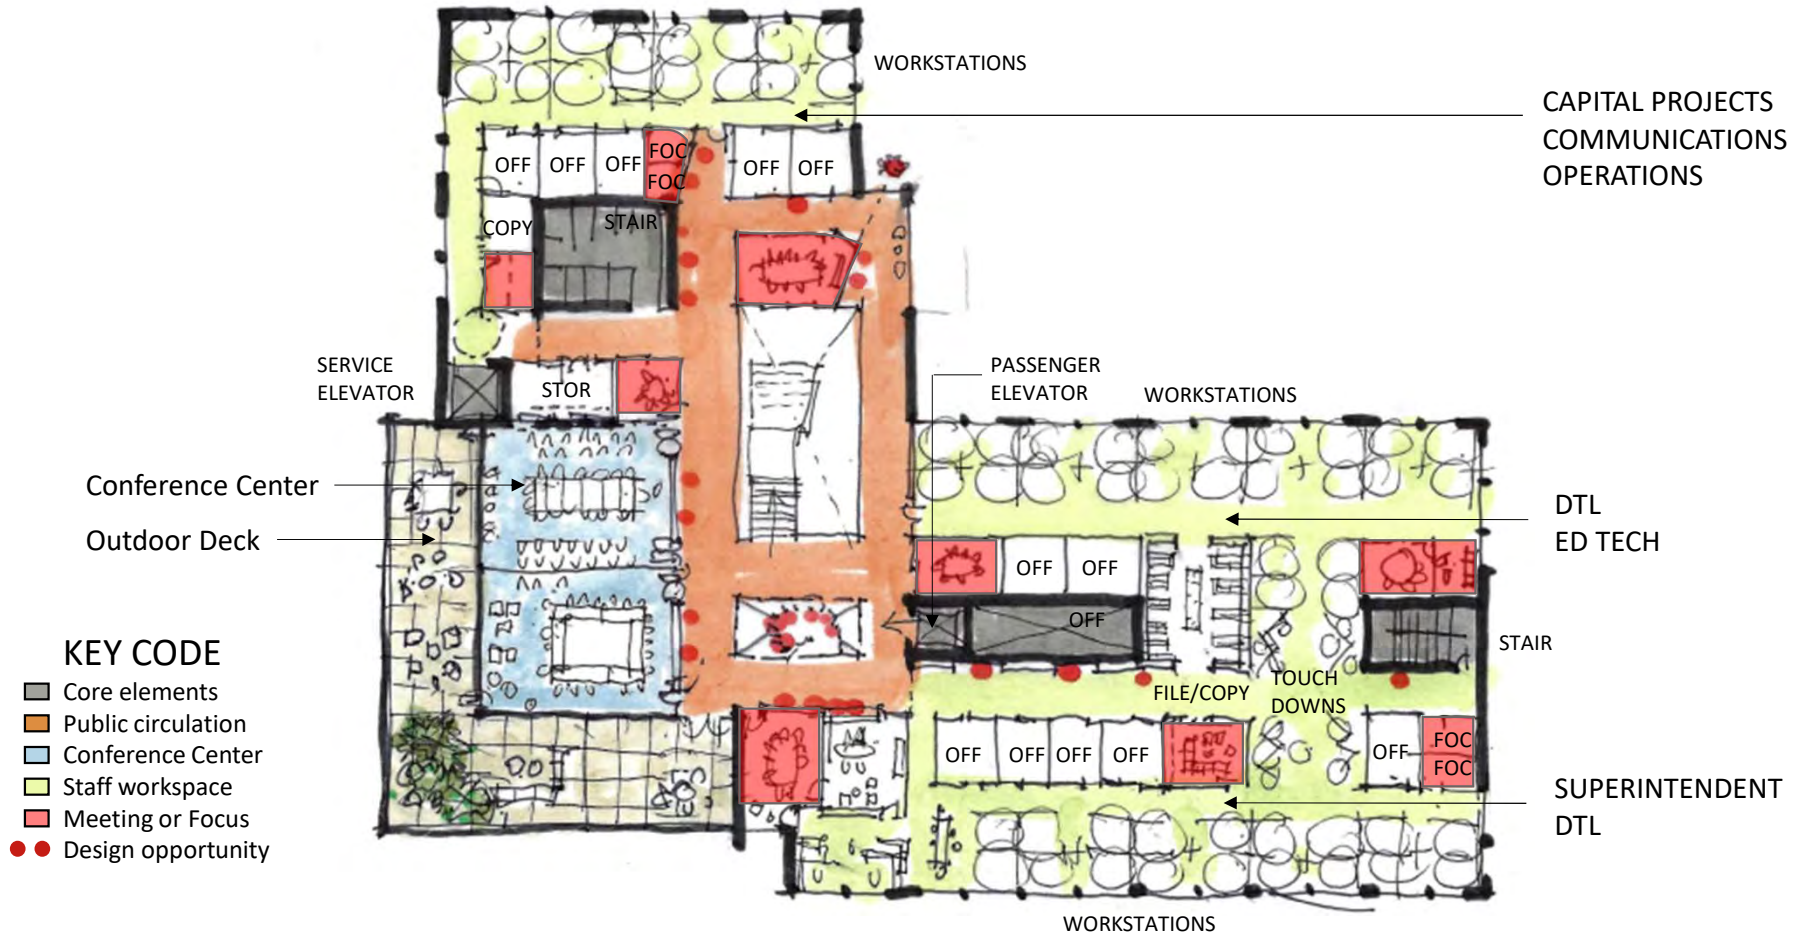 WORKSTATIONS
CAPITAL PROJECTS
COMMUNICATIONS
OPERATIONS
OFF OFF OFF FOC OFF OFF
FOC
COPY STAIR
SERVICE
ELEVATOR
STOR
PASSENGER
ELEVATOR
WORKSTATIONS
Conference Center
Outdoor Deck
DTL
ED TECH
OFF OFF
OFF
STAIR
KEY CODE
Core elements
Public circulation
Conference Center
Staff workspace
Meeting or Focus
Design opportunity
FILE/COPY
TOUCH
DOWNS
OFF OFF OFF OFF OFF FOC
FOC
SUPERINTENDENT
DTL
WORKSTATIONS